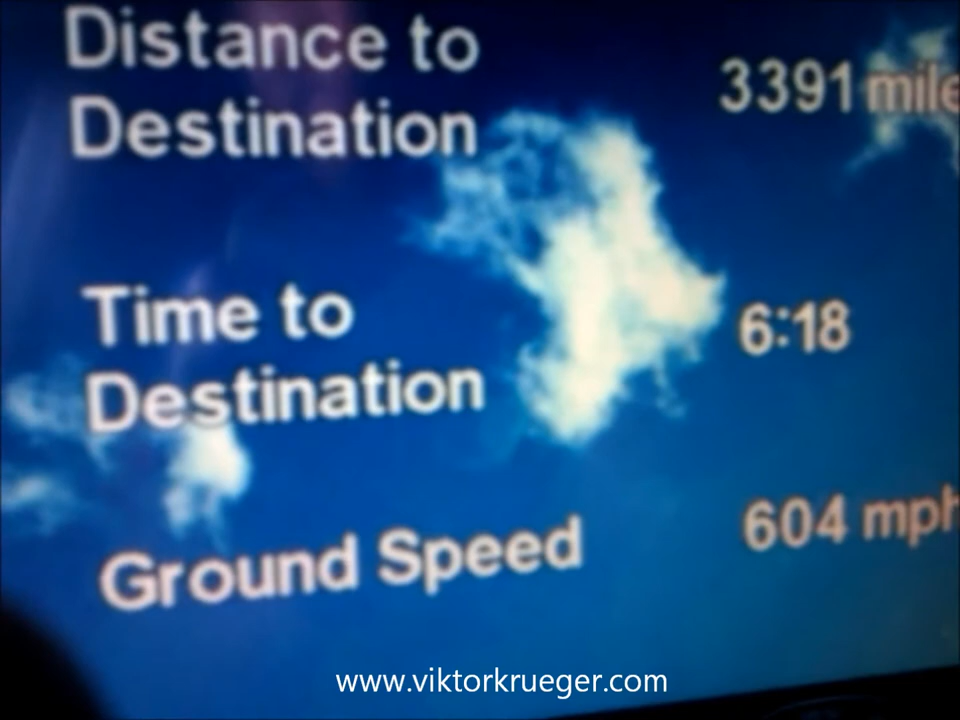 Distance to
Destination
3391 mile
Time to
Destination
6:18
Ground Speed
604 mph
www.viktorkrueger.com